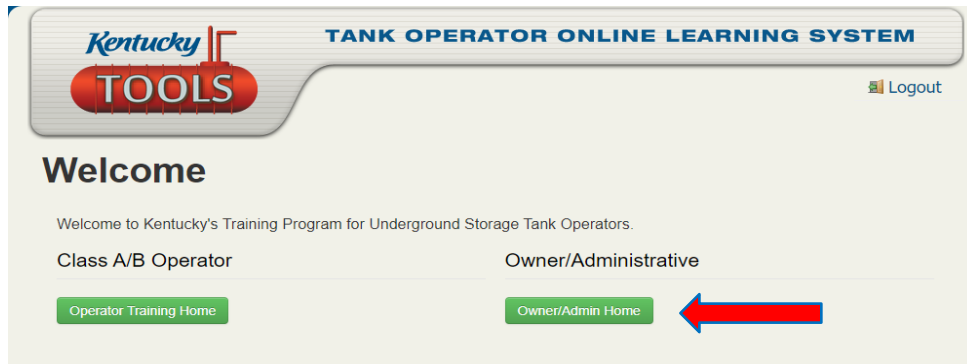 Kentucky
TOOLS
TANK OPERATOR ONLINE LEARNING SYSTEM
Logout
Welcome
Welcome to Kentucky's Training Program for Underground Storage Tank Operators.
Class A/B Operator
Owner/Administrative
Operator Training Home
Owner/Admin Home